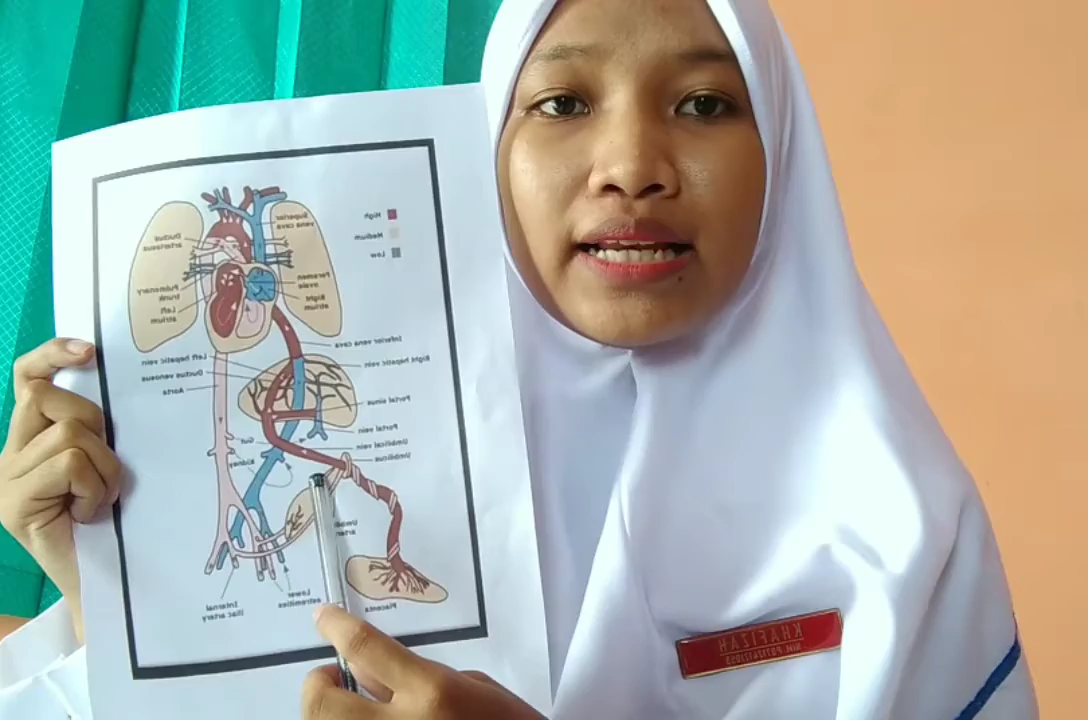 Superior
vena cava
High
Medium
Low
Ductus
arteriosus
Foramen
ovale
Pulmonary
trunk
Right
atrium
Left
atrium
Inferior vena
cava
Left hepatic vein
Right hepatic vein
Ductus venosus
Aorta
Portal sinus
Portal vein
Gut
Umbilical vein
Kidney
Umbilicus
Lower
extremities
Internal
iliac artery
Placenta
KHAFIZAH